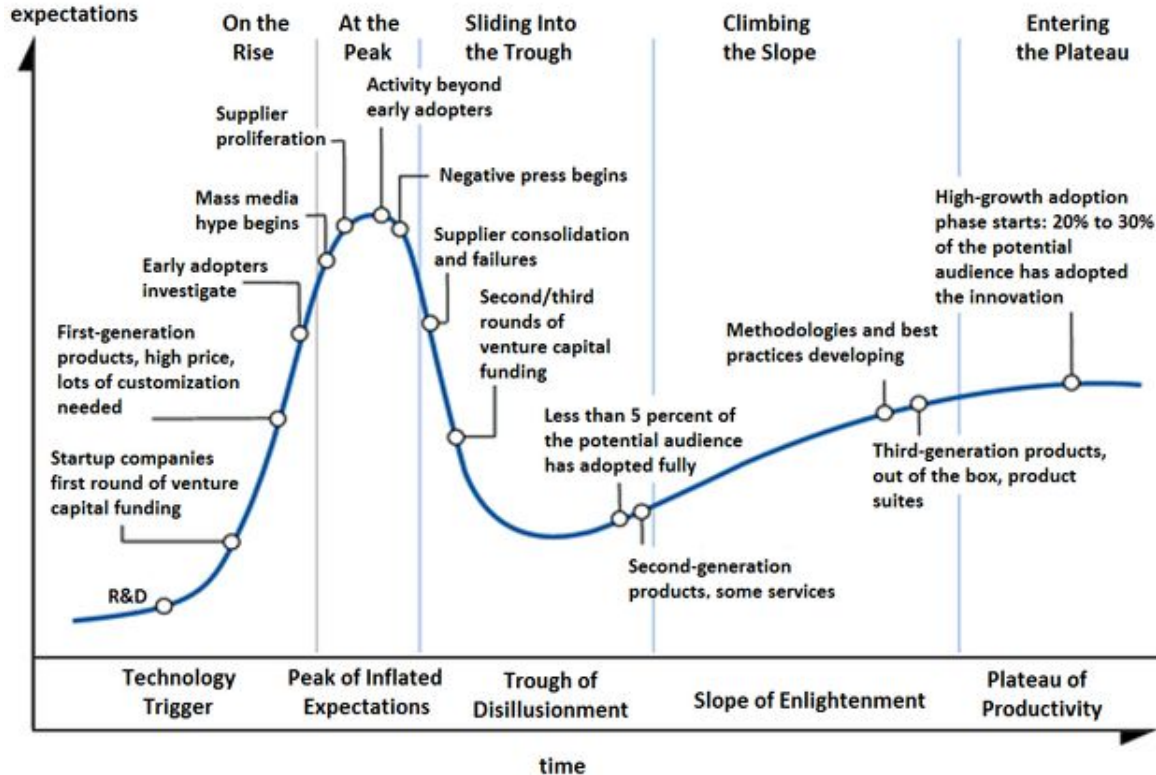 expectations
On the
Rise
At the
Peak
Sliding Into
the Trough
Climbing
the Slope
Entering
the Plateau
Activity beyond
early adopters
Supplier
proliferation
Negative press begins
Mass media
hype begins
High-growth adoption
phase starts: 20% to 30%
of the potential
audience has adopted
the innovation
Supplier consolidation
and failures
Early adopters
investigate
Second/third
rounds of
venture capital
funding
First-generation
products, high price,
lots of customization
needed
Methodologies and best
practices developing
Less than 5 percent of
the potential audience
has adopted fully
Startup companies
first round of venture
capital funding
Third-generation products,
out of the box, product
suites
Second-generation
products, some services
R&D
Technology
Trigger
Peak of Inflated
Expectations
Trough of
Disillusionment
Slope of Enlightenment
Plateau of
Productivity
time